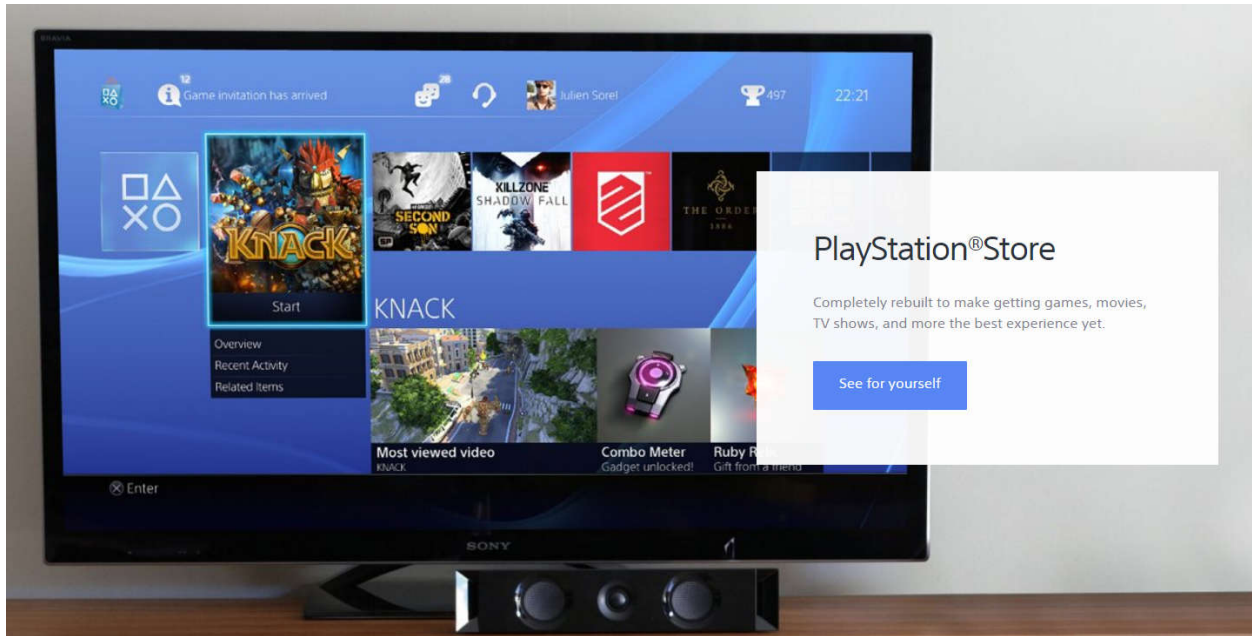 BRAVIA
12
Game invitation has arrived
28
Julien Sorel
497
22:21
KNACK
Start
SECOND
SON
KILLZONE
SHADOW FALL
THE ORDER
1886
KNACK
Overview
Recent Activity
Related Items
Most viewed video
KNACK
Combo Meter
Gadget unlocked!
Ruby R
Gift from a friend
Enter
SONY
PlayStation®Store
Completely rebuilt to make getting games, movies,
TV shows, and more the best experience yet.
See for yourself